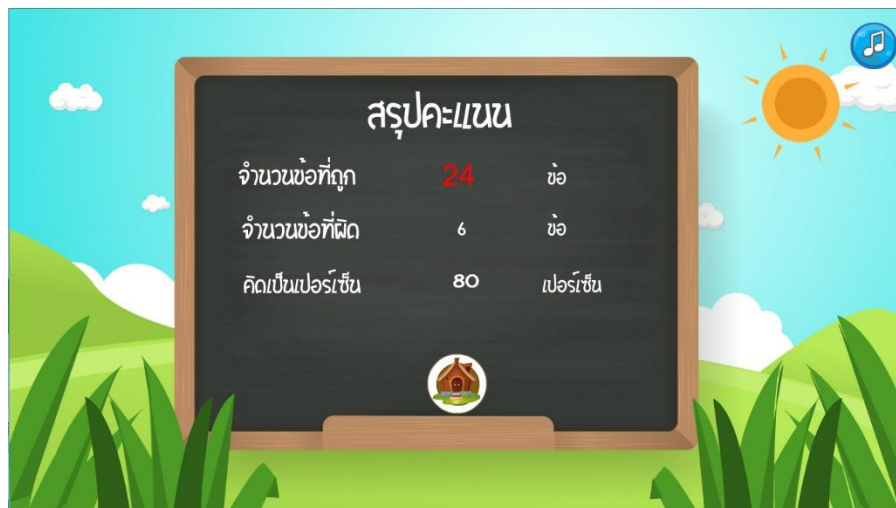 สรุปคะแนน
จำนวนข้อที่ถูก 24 ข้อ
จำนวนข้อที่ผิด 6 ข้อ
คิดเป็นเปอร์เซ็น 80 เปอร์เซ็น